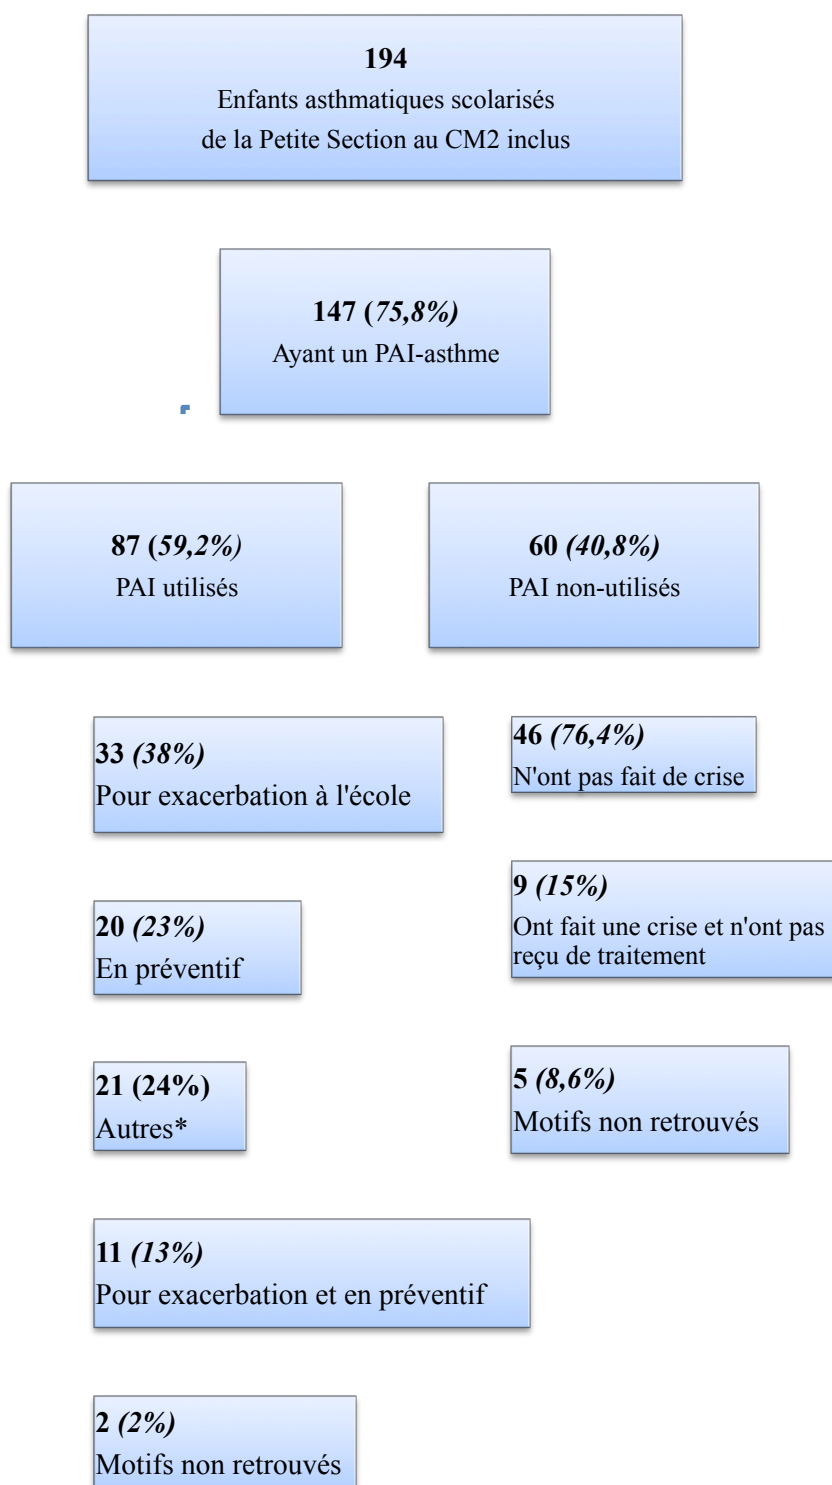 194
Enfants asthmatiques scolarisés
de la Petite Section au CM2 inclus
147 (75,8%)
Ayant un PAI-asthme
87 (59,2%)
PAI utilisés
60 (40,8%)
PAI non-utilisés
33 (38%)
Pour exacerbation à l'école
20 (23%)
En préventif
21 (24%)
Autres*
11 (13%)
Pour exacerbation et en préventif
2 (2%)
Motifs non retrouvés
46 (76,4%)
N'ont pas fait de crise
9 (15%)
Ont fait une crise et n'ont pas
reçu de traitement
5 (8,6%)
Motifs non retrouvés